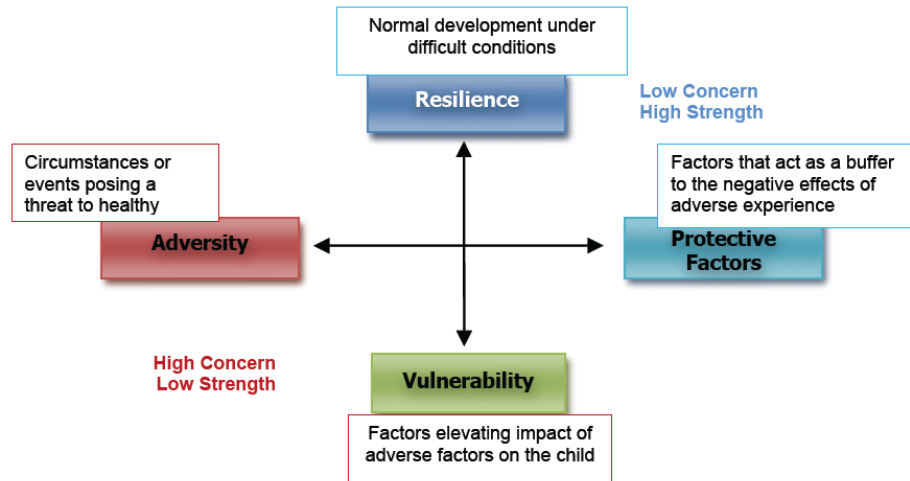 Normal development under
difficult conditions
Resilience
Low Concern
High Strength
Circumstances or
events posing a
threat to healthy
Adversity
Factors that act as a buffer
to the negative effects of
adverse experience
Protective
Factors
High Concern
Low Strength
Vulnerability
Factors elevating impact of
adverse factors on the child